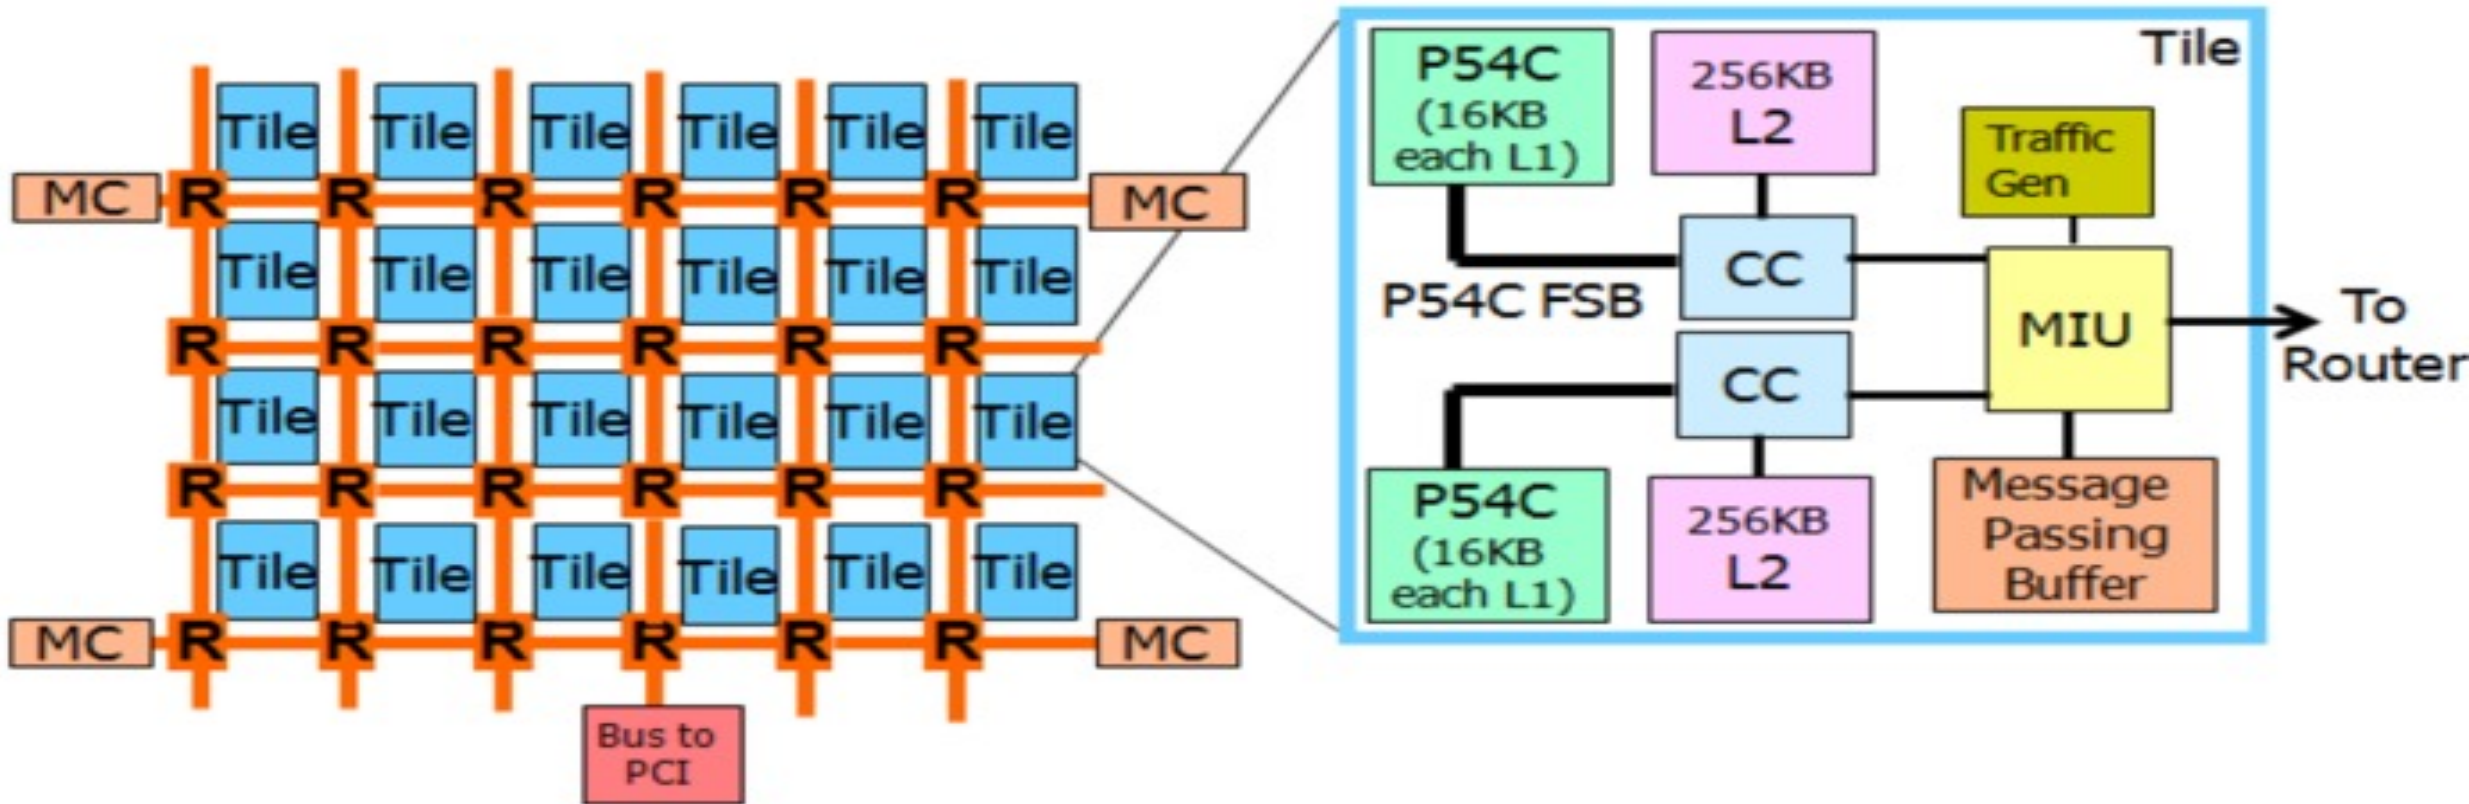 Tile Tile Tile Tile Tile Tile
MC R R R R R R MC
Tile Tile Tile Tile Tile Tile
R R R R R R
Tile Tile Tile Tile Tile Tile
R R R R R R
Tile Tile Tile Tile Tile Tile
MC R R R R R R MC
Bus to
PCI
Tile
P54C
(16KB
each L1)
256KB
L2
Traffic
Gen
CC
P54C FSB
MIU
To
Router
CC
P54C
(16KB
each L1)
256KB
L2
Message
Passing
Buffer